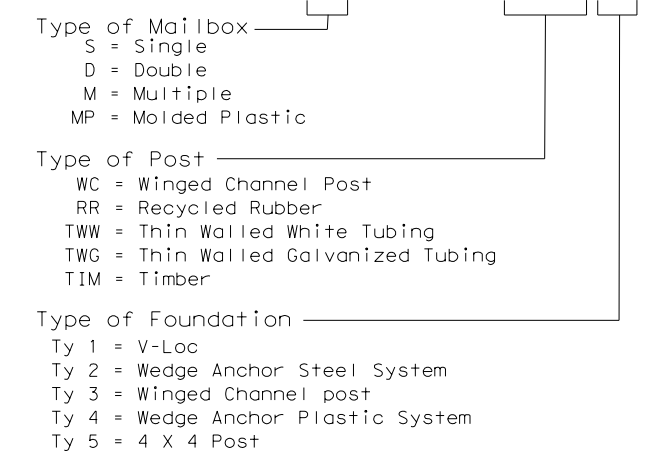 Type of Mailbox
S = Single
D = Double
M = Multiple
MP = Molded Plastic
Type of Post
WC = Winged Channel Post
RR = Recycled Rubber
TWW = Thin Walled White Tubing
TWG = Thin Walled Galvanized Tubing
TIM = Timber
Type of Foundation
Ty 1 = V-Loc
Ty 2 = Wedge Anchor Steel System
Ty 3 = Winged Channel post
Ty 4 = Wedge Anchor Plastic System
Ty 5 = 4 X 4 Post